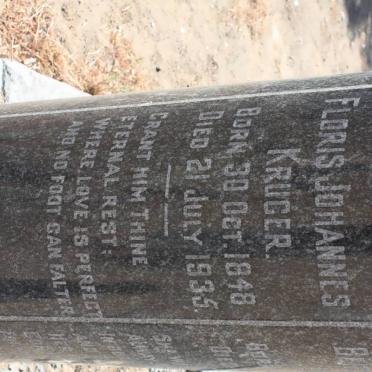 FLORIS JOHANNES
KRUGER.
BORN 30 OCT 1848
DIED 21 JULY 1935.
GRANT HIM THINE
ETERNAL REST:
WHERE LOVE IS PERFECT
AND NO FOOT CAN FALTER